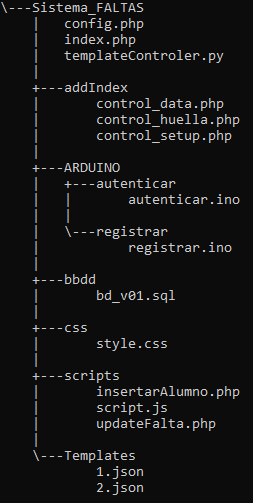 \---Sistema_FALTAS
    |   config.php
    |   index.php
    |   templateControler.py
    |
    +---addIndex
    |       control_data.php
    |       control_huella.php
    |       control_setup.php
    |
    +---ARDUINO
    |   +---autenticar
    |   |       autenticar.ino
    |   |
    |   \---registrar
    |           registrar.ino
    |
    +---bbdd
    |       bd_v01.sql
    |
    +---css
    |       style.css
    |
    +---scripts
    |       insertarAlumno.php
    |       script.js
    |       updateFalta.php
    |
    \---Templates
            1.json
            2.json